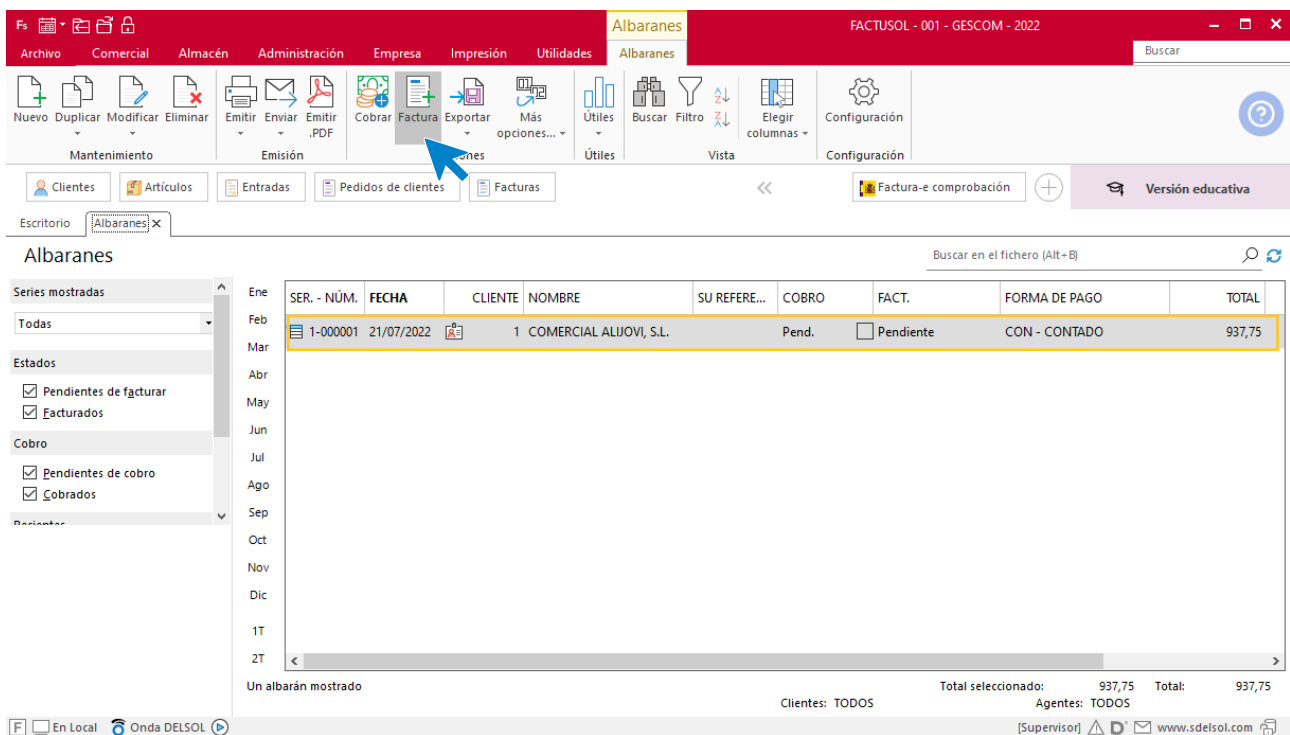 Fs Albaranes FACTUSOL - 001 - GESCOM - 2022
Archivo Comercial Almacén Administración Empresa Impresión Utilidades Albaranes Buscar
Nuevo Duplicar Modificar Eliminar Emitir Enviar Emitir .PDF Cobrar Factura Exportar Más opciones... Útiles Buscar Filtro Elegir columnas Configuración
Mantenimiento Emisión Útiles Vista Configuración
Clientes Artículos Entradas Pedidos de clientes Facturas Factura-e comprobación Versión educativa
Escritorio Albaranes
Albaranes Buscar en el fichero (Alt+B)
Series mostradas
Todas
Estados
Pendientes de facturar
Facturados
Cobro
Pendientes de cobro
Cobrados
Ene
Feb
Mar
Abr
May
Jun
Jul
Ago
Sep
Oct
Nov
Dic
1T
2T
SER. - NÚM. FECHA CLIENTE NOMBRE SU REFERE... COBRO FACT. FORMA DE PAGO TOTAL
1-000001 21/07/2022 1 COMERCIAL ALIJOVI, S.L. Pend. Pendiente CON - CONTADO 937,75
Un albarán mostrado Total seleccionado: 937,75 Total: 937,75
Clientes: TODOS Agentes: TODOS
F En Local Onda DELSOL [Supervisor] D www.sdelsol.com